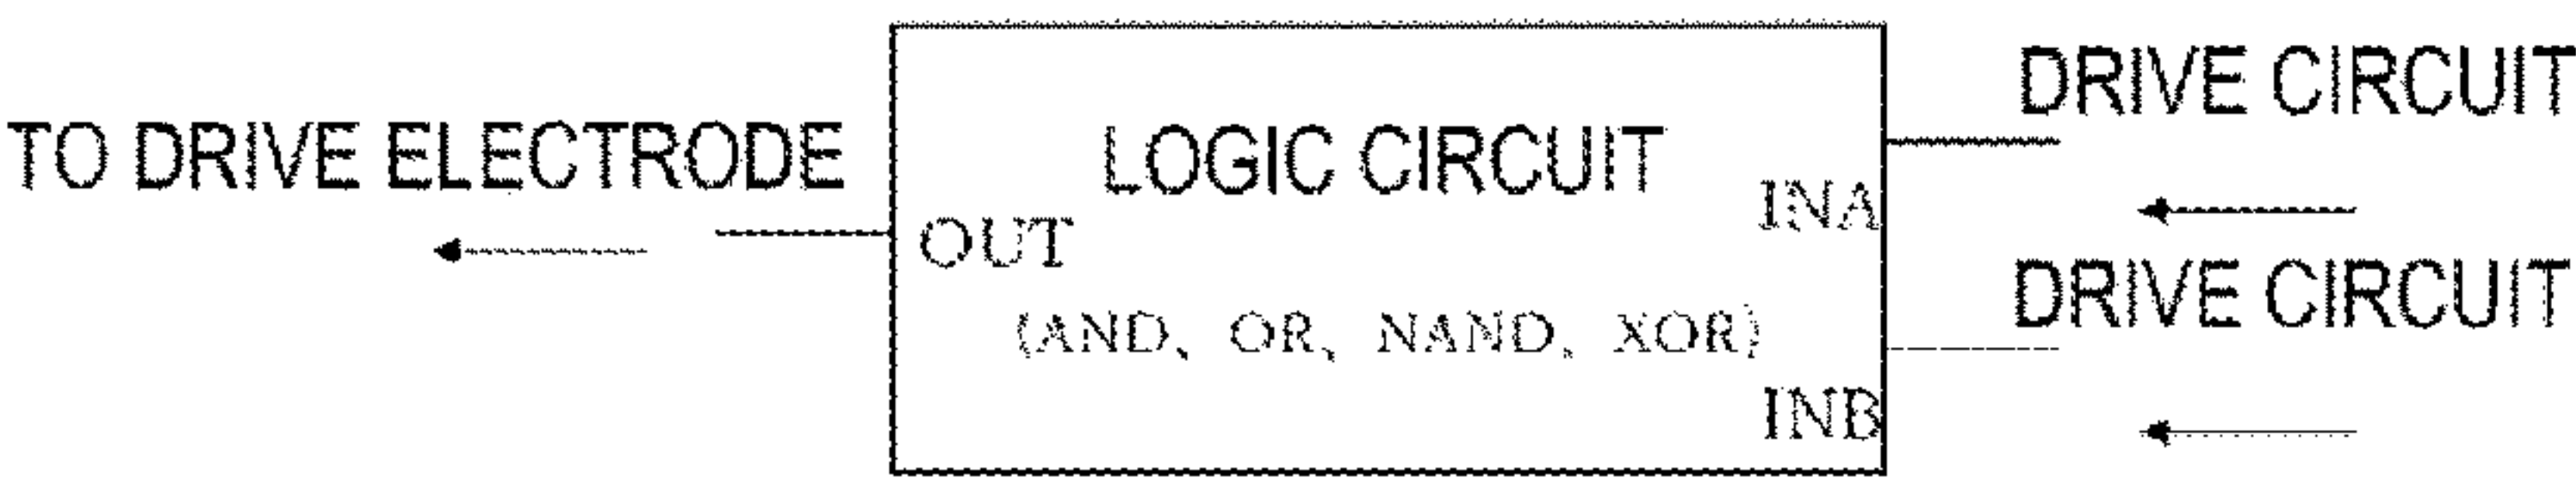 DRIVE CIRCUIT
TO DRIVE ELECTRODE
LOGIC CIRCUIT
INA
OUT
DRIVE CIRCUIT
(AND、OR、NAND、XOR)
INB